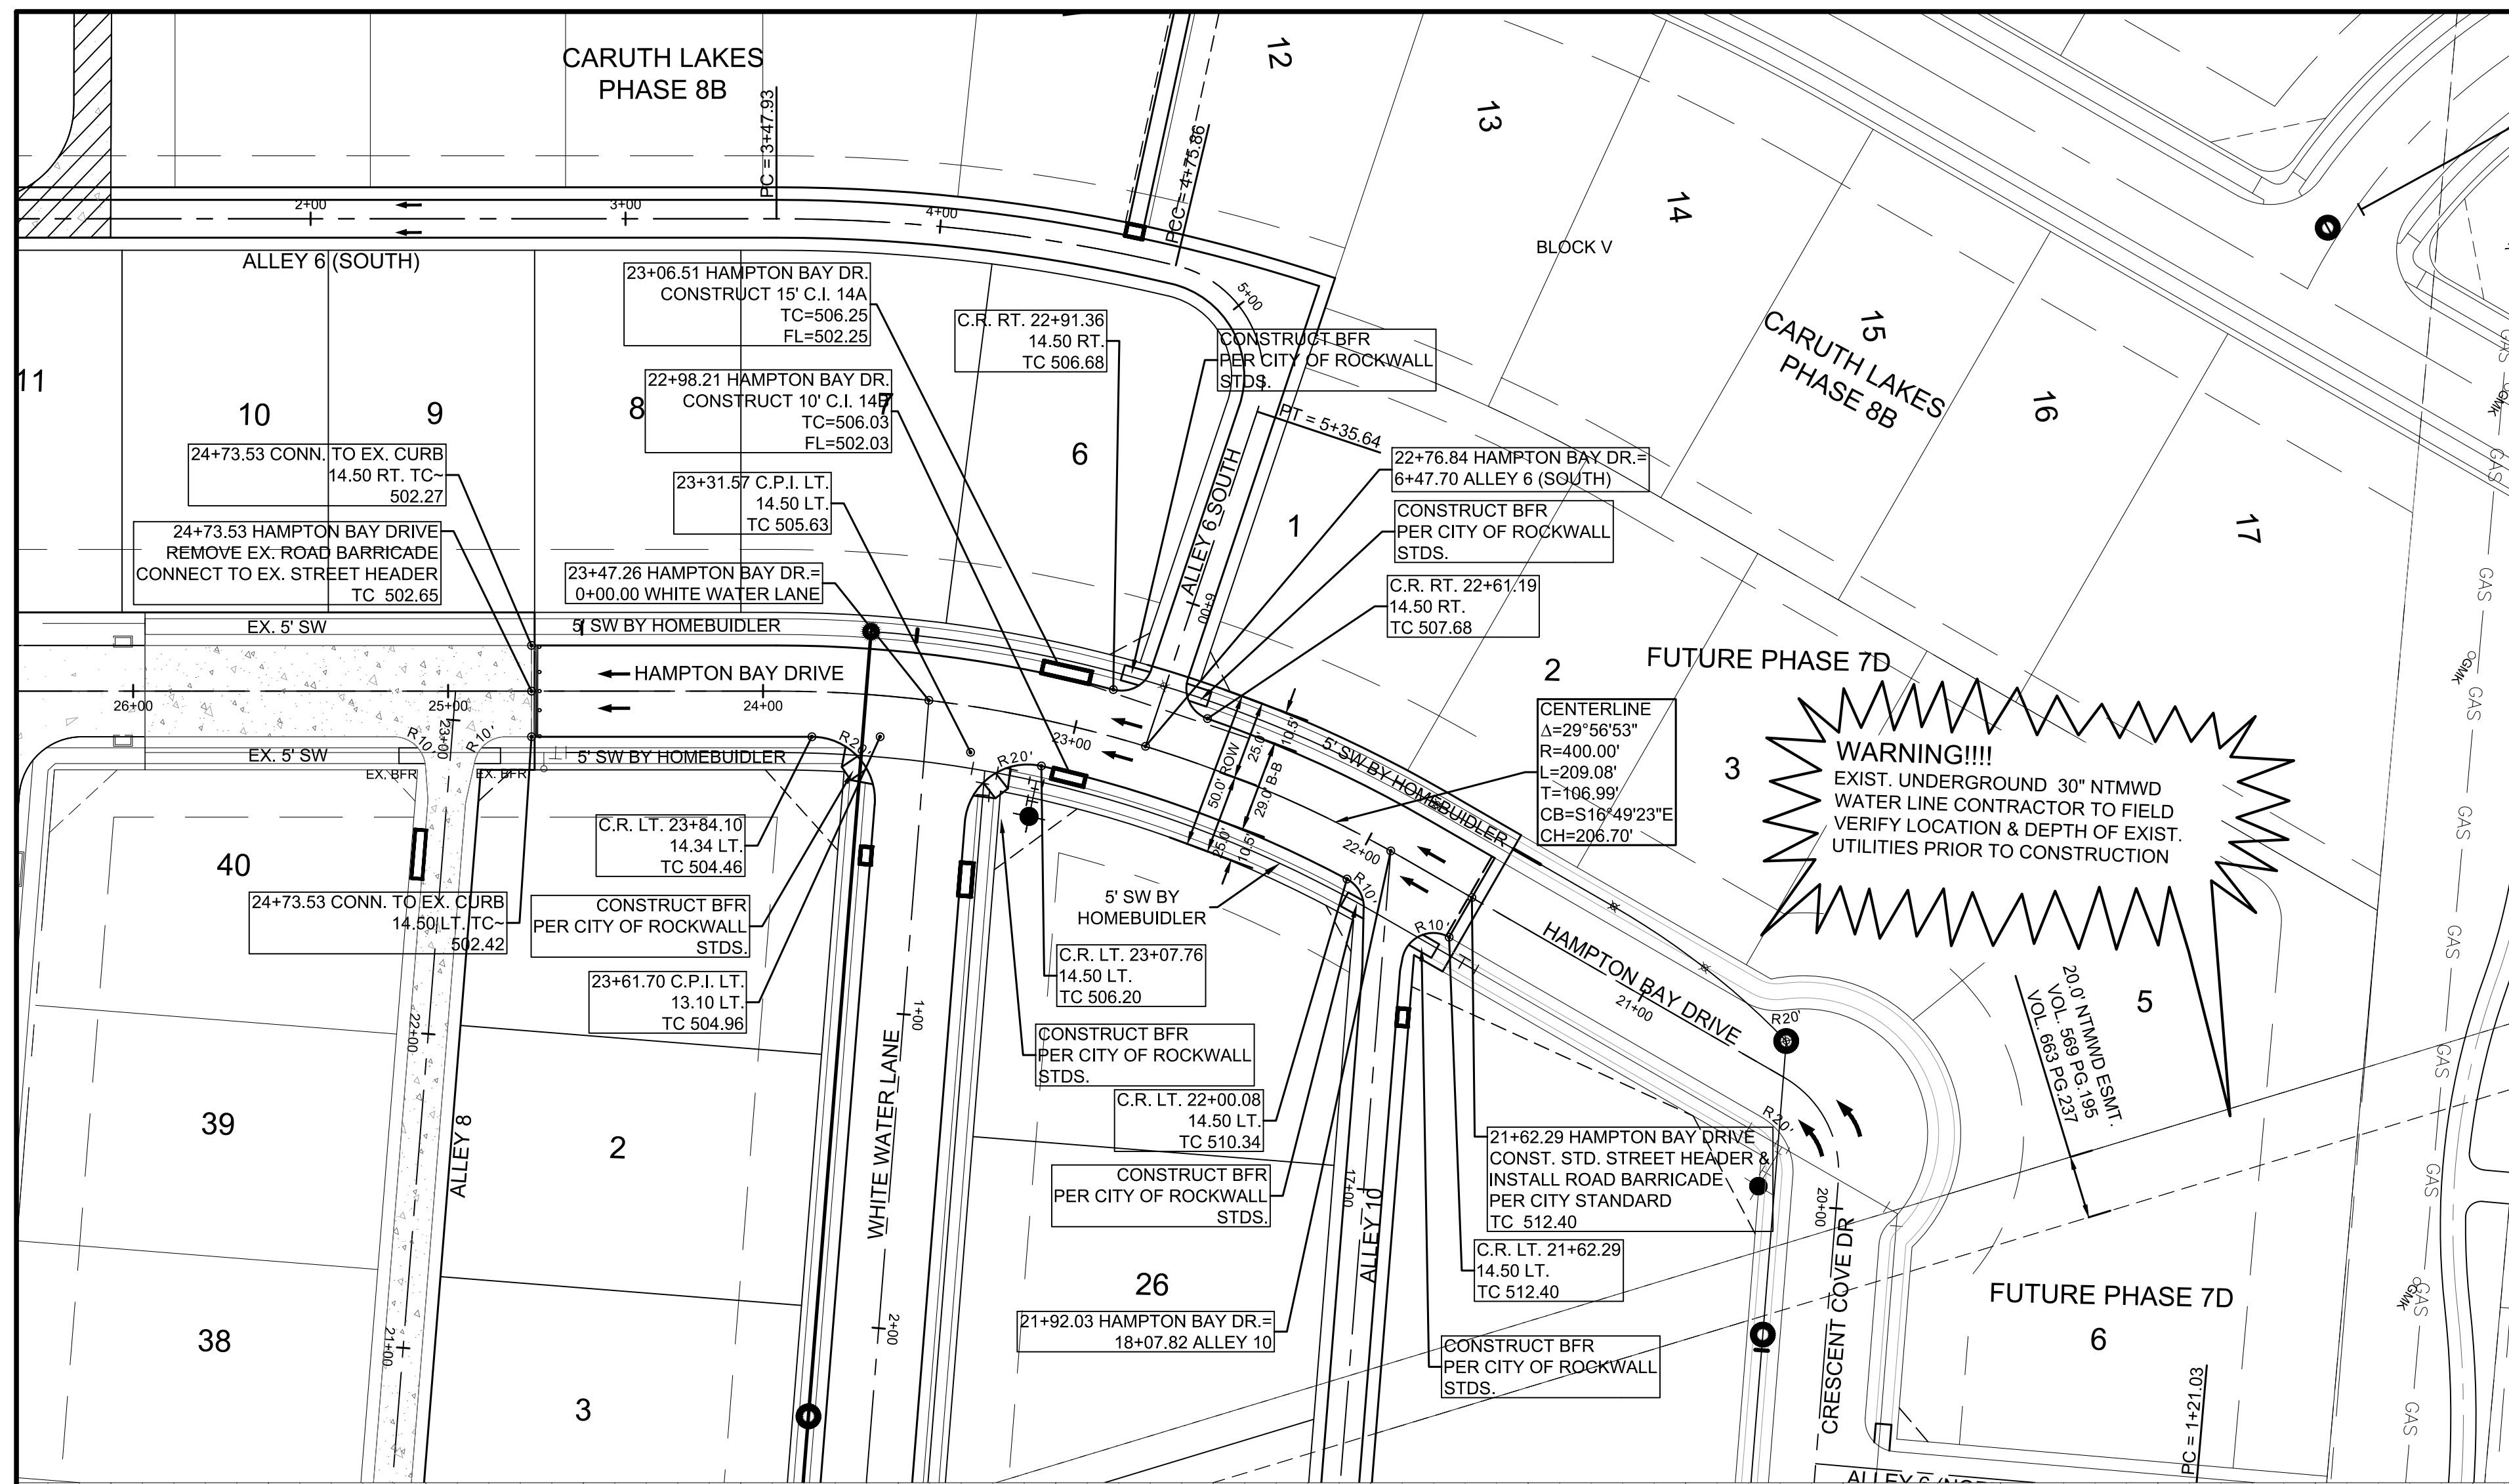 CARUTH LAKES
PHASE 8B
PC = 3+47.93
PCC = 4+75.86
12
13
14
15
16
17
BLOCK V
CARUTH LAKES
PHASE 8B
2+00
3+00
4+00
5+00
ALLEY 6 (SOUTH)
23+06.51 HAMPTON BAY DR.
CONSTRUCT 15' C.I. 14A
TC=506.25
FL=502.25
C.R. RT. 22+91.36
14.50 RT.
TC 506.68
CONSTRUCT BFR
PER CITY OF ROCKWALL
STDS.
22+98.21 HAMPTON BAY DR.
CONSTRUCT 10' C.I. 14B
TC=506.03
FL=502.03
PT = 5+35.64
11
10
9
8
7
6
1
24+73.53 CONN. TO EX. CURB
14.50 RT. TC~
502.27
23+31.57 C.P.I. LT.
14.50 LT.
TC 505.63
22+76.84 HAMPTON BAY DR.=
6+47.70 ALLEY 6 (SOUTH)
CONSTRUCT BFR
PER CITY OF ROCKWALL
STDS.
24+73.53 HAMPTON BAY DRIVE
REMOVE EX. ROAD BARRICADE
CONNECT TO EX. STREET HEADER
TC 502.65
23+47.26 HAMPTON BAY DR.=
0+00.00 WHITE WATER LANE
ALLEY 6 SOUTH
6+00
C.R. RT. 22+61.19
14.50 RT.
TC 507.68
EX. 5' SW
5' SW BY HOMEBUIDLER
HAMPTON BAY DRIVE
26+00
25+00
24+00
23+00
22+00
21+00
23+00
R10'
R10'
R20'
R20'
EX. 5' SW
EX. BFR
EX. BFR
5' SW BY HOMEBUIDLER
50.0' ROW
25.0'
10.5'
29.0' B-B
25.0'
10.5'
5' SW BY HOMEBUIDLER
2
FUTURE PHASE 7D
3
CENTERLINE
Δ=29°56'53"
R=400.00'
L=209.08'
T=106.99'
CB=S16°49'23"E
CH=206.70'
WARNING!!!!
EXIST. UNDERGROUND 30" NTMWD
WATER LINE CONTRACTOR TO FIELD
VERIFY LOCATION & DEPTH OF EXIST.
UTILITIES PRIOR TO CONSTRUCTION
C.R. LT. 23+84.10
14.34 LT.
TC 504.46
40
24+73.53 CONN. TO EX. CURB
14.50 LT. TC~
502.42
CONSTRUCT BFR
PER CITY OF ROCKWALL
STDS.
23+61.70 C.P.I. LT.
13.10 LT.
TC 504.96
5' SW BY
HOMEBUIDLER
C.R. LT. 23+07.76
14.50 LT.
TC 506.20
R10'
R10'
HAMPTON BAY DRIVE
R20'
R20'
CONSTRUCT BFR
PER CITY OF ROCKWALL
STDS.
C.R. LT. 22+00.08
14.50 LT.
TC 510.34
20.0' NTMWD ESMT.
VOL. 569 PG.195
VOL. 663 PG.237
5
39
2
22+00
ALLEY 8
WHITE WATER LANE
1+00
21+62.29 HAMPTON BAY DRIVE
CONST. STD. STREET HEADER &
INSTALL ROAD BARRICADE
PER CITY STANDARD
TC 512.40
CONSTRUCT BFR
PER CITY OF ROCKWALL
STDS.
17+00
ALLEY 10
20+00
CRESCENT COVE DR
C.R. LT. 21+62.29
14.50 LT.
TC 512.40
26
21+92.03 HAMPTON BAY DR.=
18+07.82 ALLEY 10
CONSTRUCT BFR
PER CITY OF ROCKWALL
STDS.
FUTURE PHASE 7D
6
38
3
21+00
2+00
PC = 1+21.03
GAS
GAS
GAS
GAS
GAS
GAS
GAS
GAS
GAS
GAS
GMK
GMK
GMK